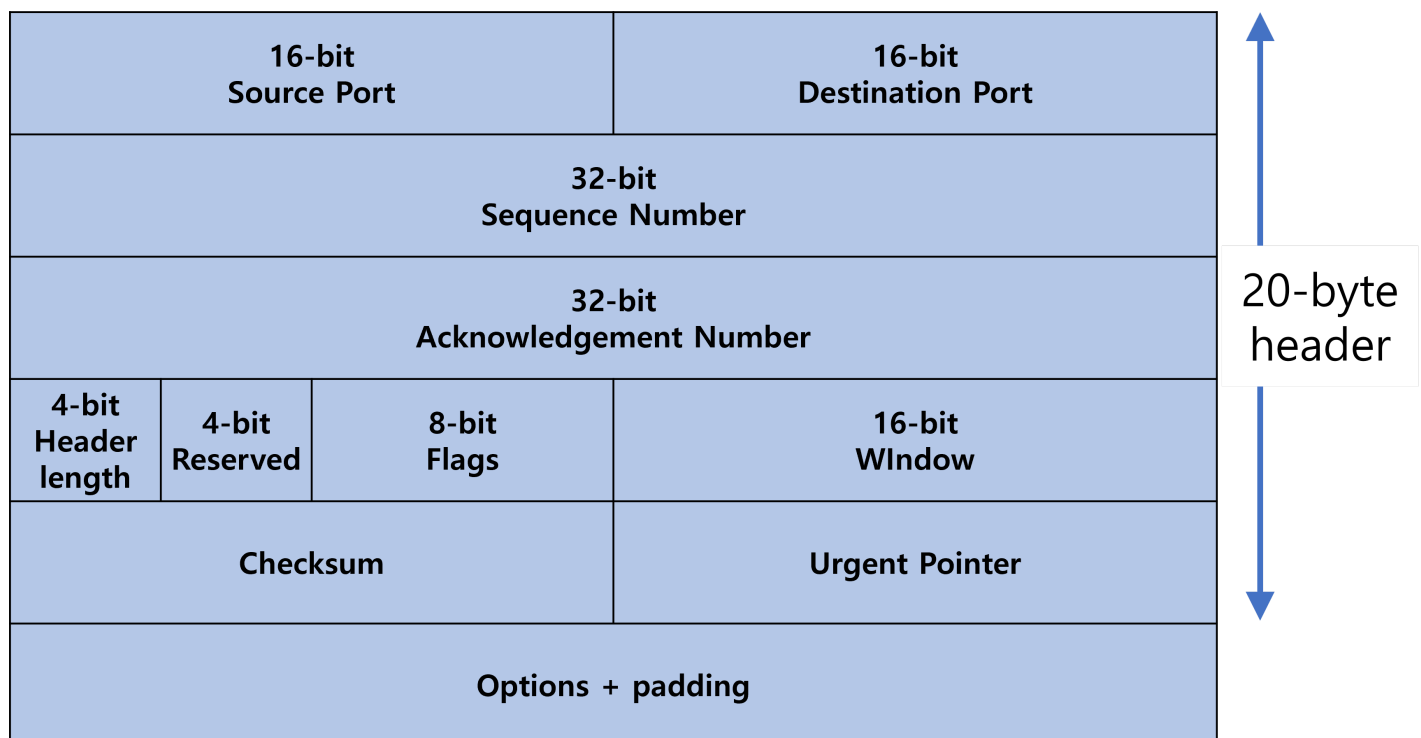 16-bit
Source Port
16-bit
Destination Port
32-bit
Sequence Number
32-bit
Acknowledgement Number
20-byte
header
4-bit
Header
length
4-bit
Reserved
8-bit
Flags
16-bit
WIndow
Checksum
Urgent Pointer
Options + padding